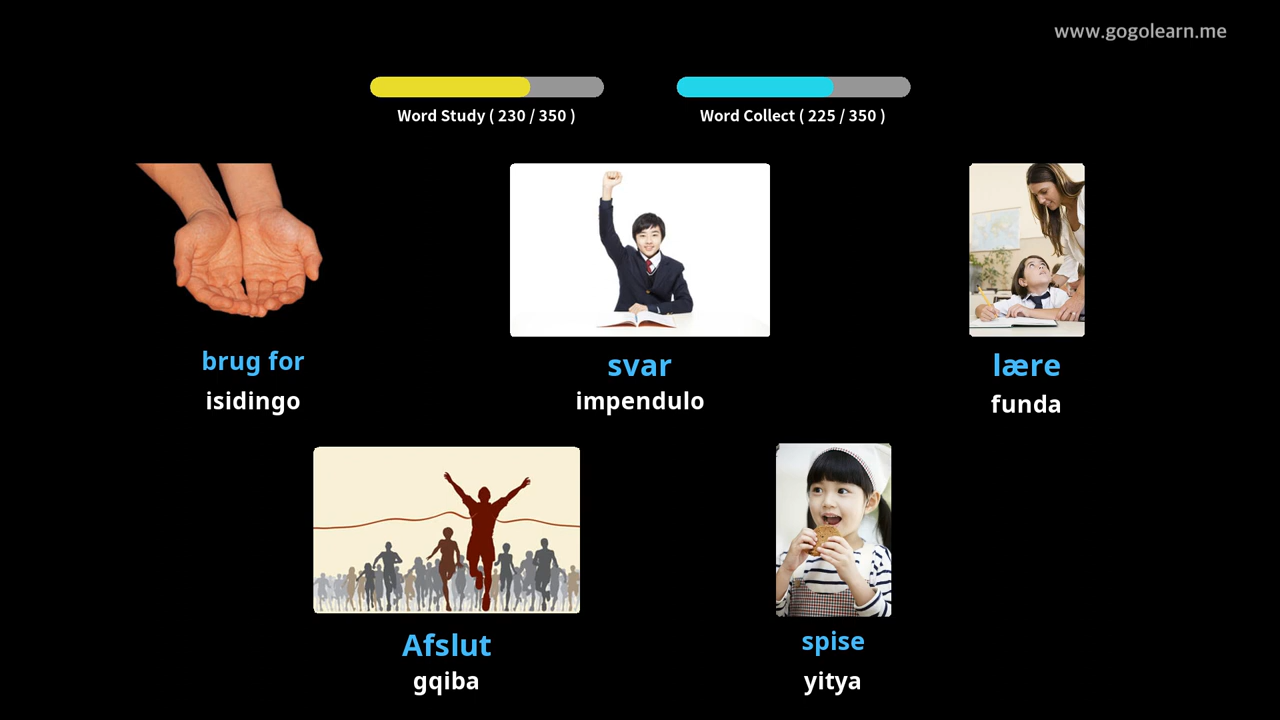 www.gogolearn.me
Word Study ( 230 / 350 )
Word Collect ( 225 / 350 )
brug for
isidingo
svar
impendulo
lære
funda
Afslut
gqiba
spise
yitya